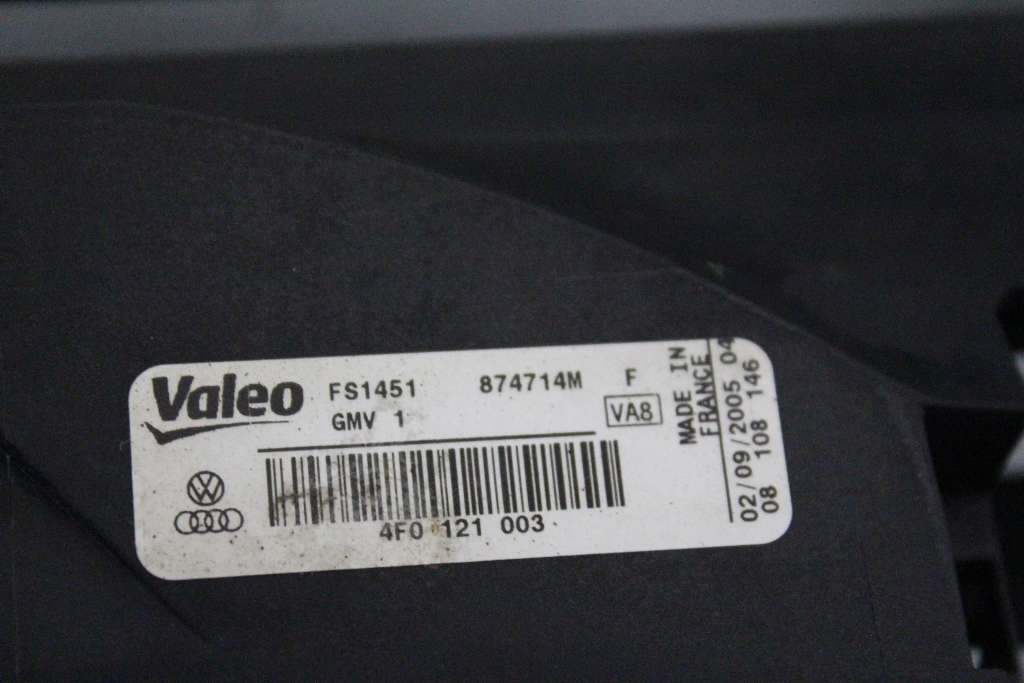 Valeo FS1451 874714M F
GMV 1 VA8
4F0 121 003
MADE IN
FRANCE
02/09/2005 04
08 108 146